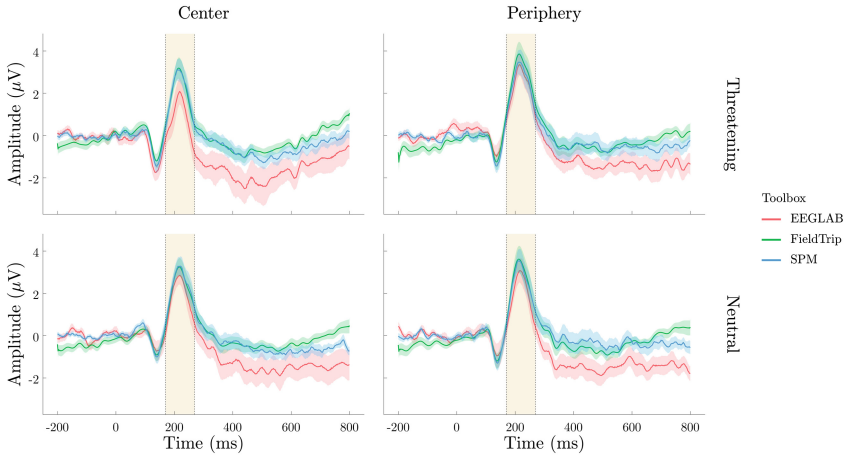 Center Periphery
4
2
0
-2
Amplitude (μV)
Threatening
4
2
0
-2
Amplitude (μV)
Neutral
-200 0 200 400 600 800
-200 0 200 400 600 800
Time (ms) Time (ms)
Toolbox
EEGLAB
FieldTrip
SPM